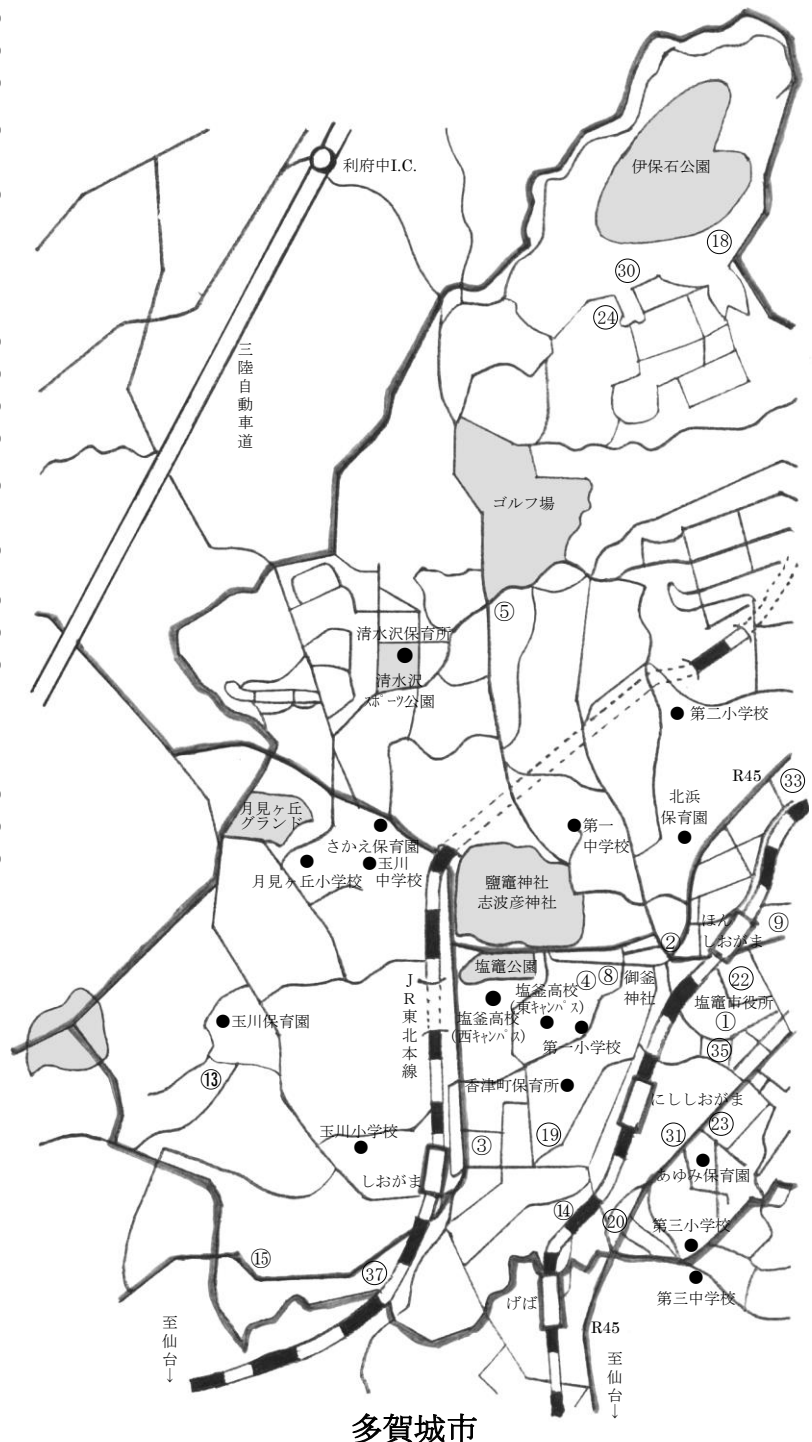 利府中I.C.
伊保石公園
⑱
㉚
㉔
三陸自動車道
ゴルフ場
⑤
清水沢保育所
清水沢
スポーツ公園
第二小学校
R45
㉝
月見ヶ丘
グランド
さかえ保育園
月見ヶ丘小学校
玉川
中学校
第一
中学校
北浜
保育園
鹽竈神社
志波彦神社
ほん
しおがま
⑨
②
塩竈公園
④
⑧
御釜
神社
㉒
塩竈市役所
①
㉟
JR東北本線
塩釜高校
(東キャンパス)
塩釜高校
(西キャンパス)
第一小学校
玉川保育園
⑬
香津町保育所
にししおがま
㉓
㉛
あゆみ保育園
玉川小学校
しおがま
③
⑲
⑭
⑳
第三小学校
第三中学校
⑮
㊲
げば
R45
至仙台↓
至仙台↓
多賀城市